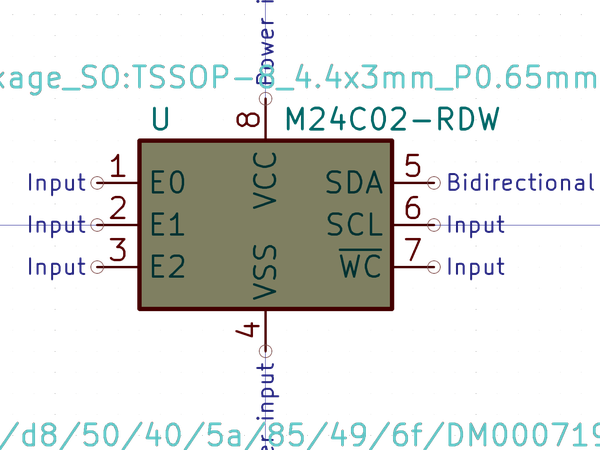 Power i
kage_SO:TSSOP-8_4.4x3mm_P0.65mm
U M24C02-RDW
8
VCC
Input 1 E0 SDA 5 Bidirectional
Input 2 E1 SCL 6 Input
Input 3 E2 WC 7 Input
VSS
4
er input
/d8/50/40/5a/85/49/6f/DM000719